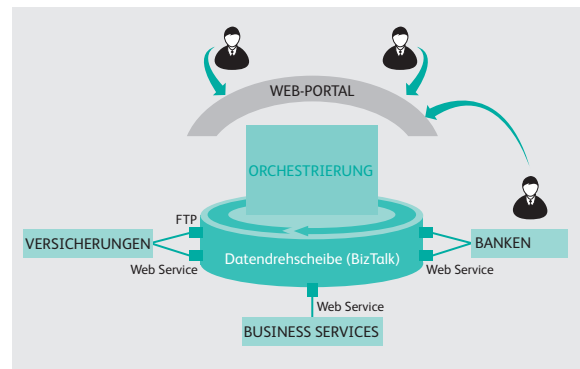 WEB-PORTAL
ORCHESTRIERUNG
FTP
VERSICHERUNGEN
Datendrehscheibe (BizTalk)
BANKEN
Web Service
Web Service
Web Service
BUSINESS SERVICES